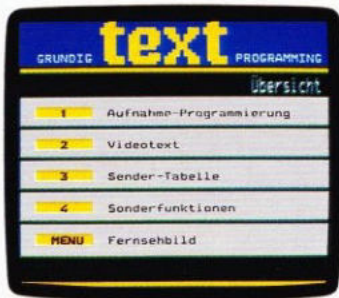 GRUNDIG text PROGRAMMING
Übersicht
1 Aufnahme-Programmierung
2 Videotext
3 Sender-Tabelle
4 Sonderfunktionen
MENU Fernsehbild